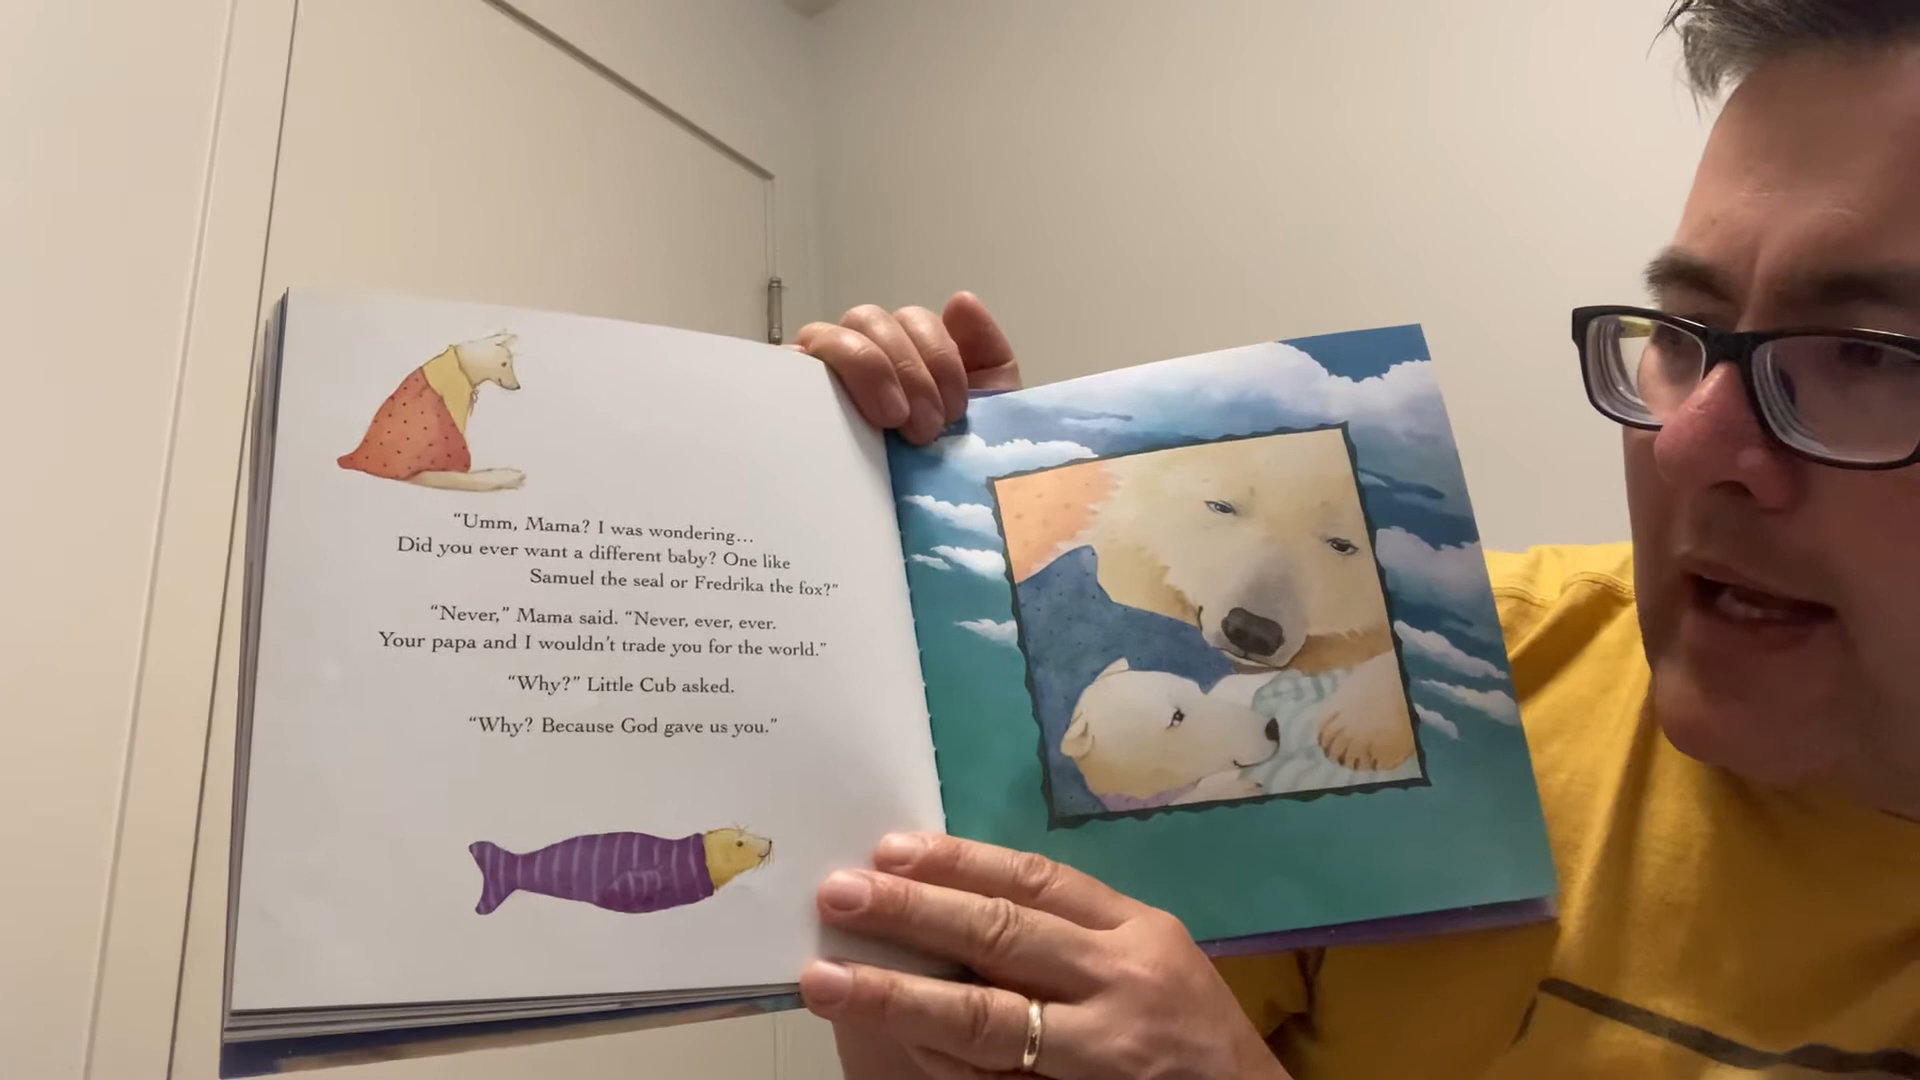 “Umm, Mama? I was wondering…
Did you ever want a different baby? One like
Samuel the seal or Fredrika the fox?”
“Never,” Mama said. “Never, ever, ever.
Your papa and I wouldn’t trade you for the world.”
“Why?” Little Cub asked.
“Why? Because God gave us you.”